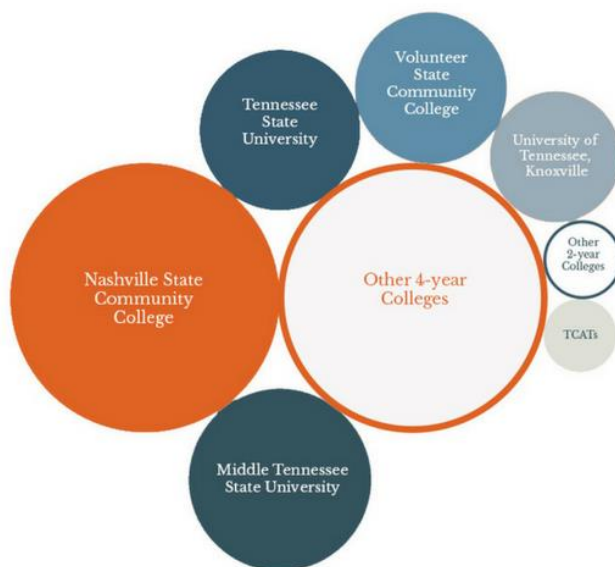 Volunteer
State
Community
College
Tennessee
State
University
University of
Tennessee,
Knoxville
Nashville State
Community
College
Other 4-year
Colleges
Other
2-year
Colleges
TCATs
Middle Tennessee
State University